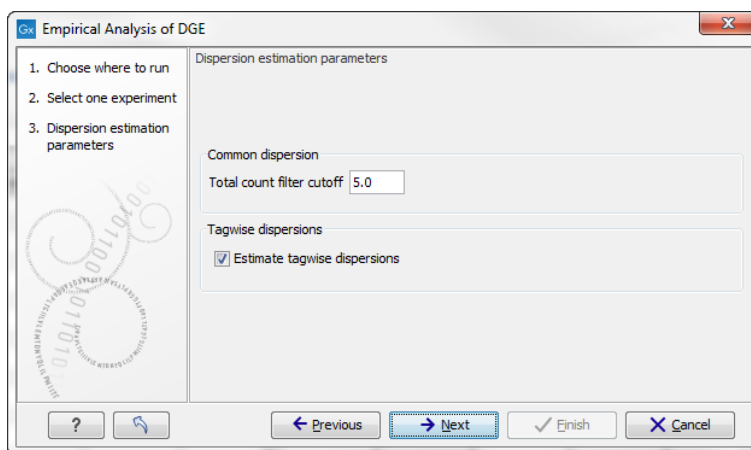 Gx Empirical Analysis of DGE
X
1. Choose where to run
2. Select one experiment
3. Dispersion estimation
parameters
Dispersion estimation parameters
Common dispersion
Total count filter cutoff 5.0
Tagwise dispersions
Estimate tagwise dispersions
? Previous Next Finish Cancel